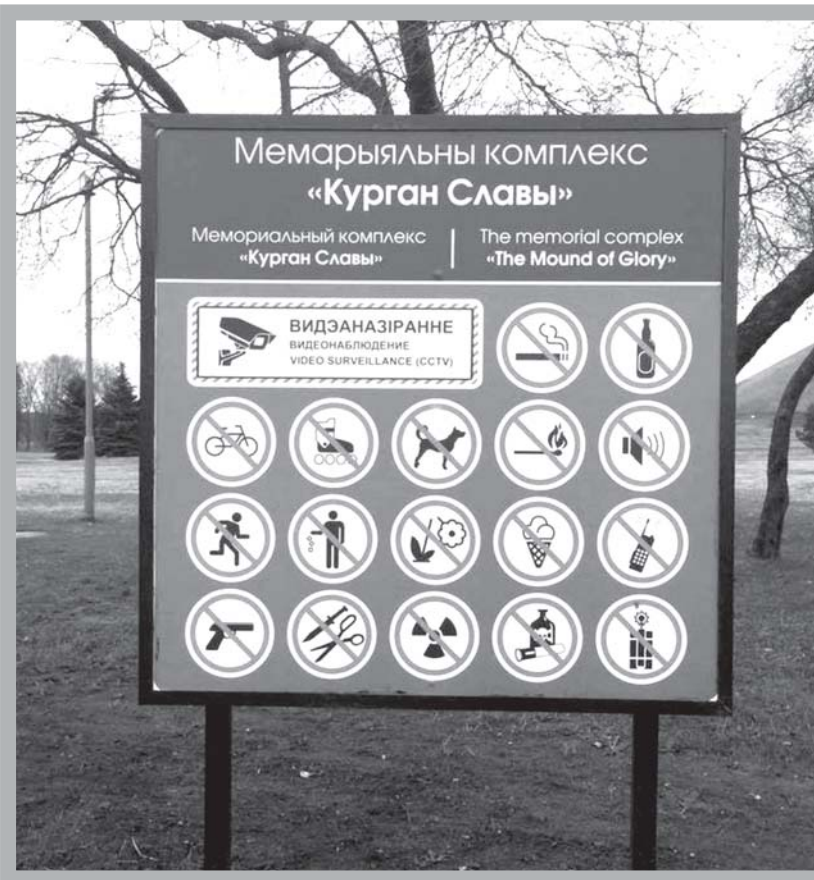 Мемарыяльны комплекс
«Курган Славы»
Мемориальный комплекс
«Курган Славы»
The memorial complex
«The Mound of Glory»
ВИДЭАНАЗІРАННЕ
ВИДЕОНАБЛЮДЕНИЕ
VIDEO SURVEILLANCE (CCTV)